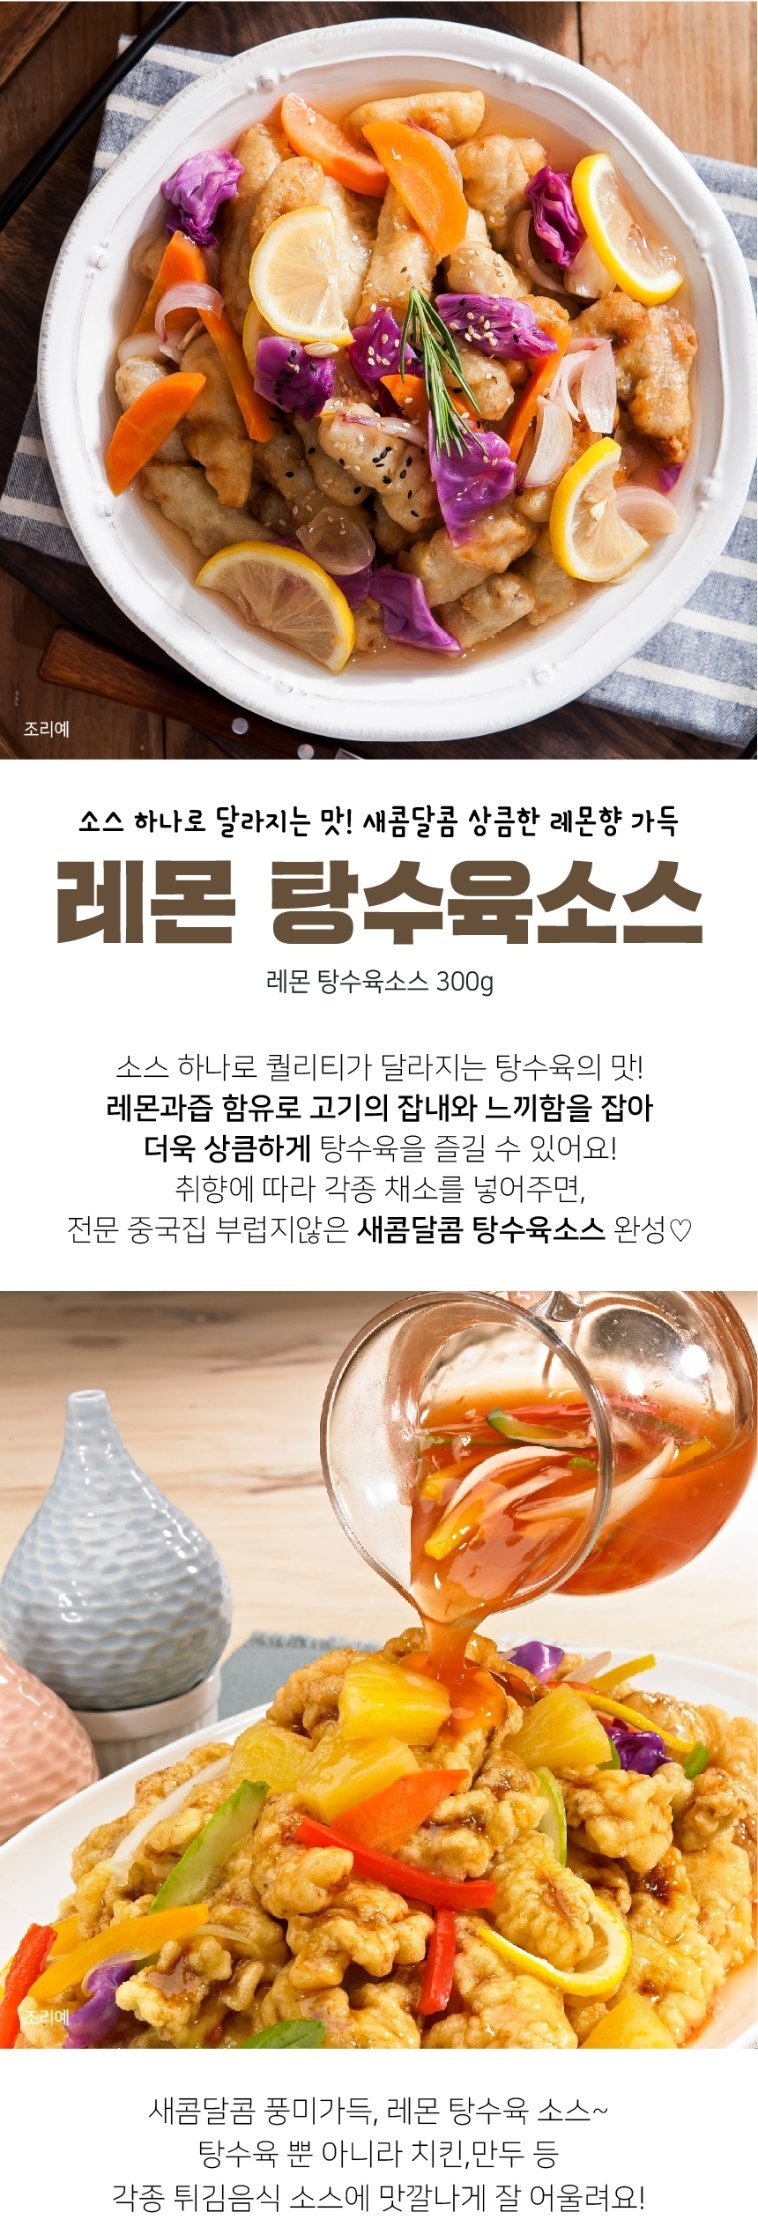 조리예
소스 하나로 달라지는 맛! 새콤달콤 상큼한 레몬향 가득
레몬 탕수육소스
레몬 탕수육소스 300g
소스 하나로 퀄리티가 달라지는 탕수육의 맛!
레몬과즙 함유로 고기의 잡내와 느끼함을 잡아
더욱 상큼하게 탕수육을 즐길 수 있어요!
취향에 따라 각종 채소를 넣어주면,
전문 중국집 부럽지않은 새콤달콤 탕수육소스 완성♡
조리예
새콤달콤 풍미가득, 레몬 탕수육 소스~
탕수육 뿐 아니라 치킨,만두 등
각종 튀김음식 소스에 맛깔나게 잘 어울려요!